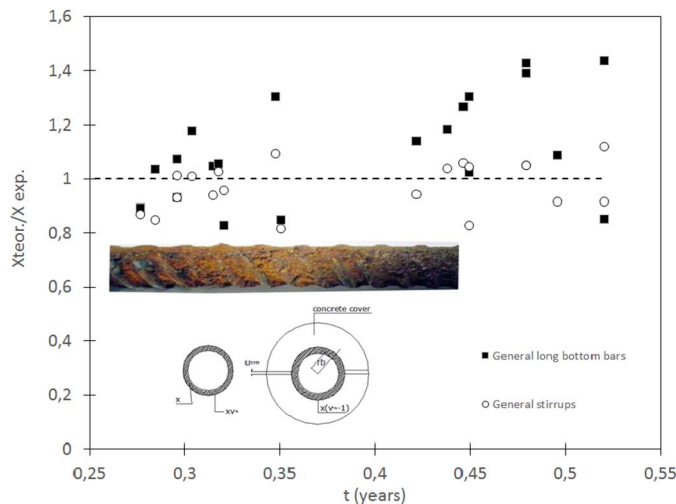 1,6
1,4
1,2
1
0,8
0,6
0,4
0,2
0
Xteor./X exp.
0,25
0,3
0,35
0,4
0,45
0,5
0,55
t (years)
concrete cover
rb
x
General long bottom bars
General stirrups